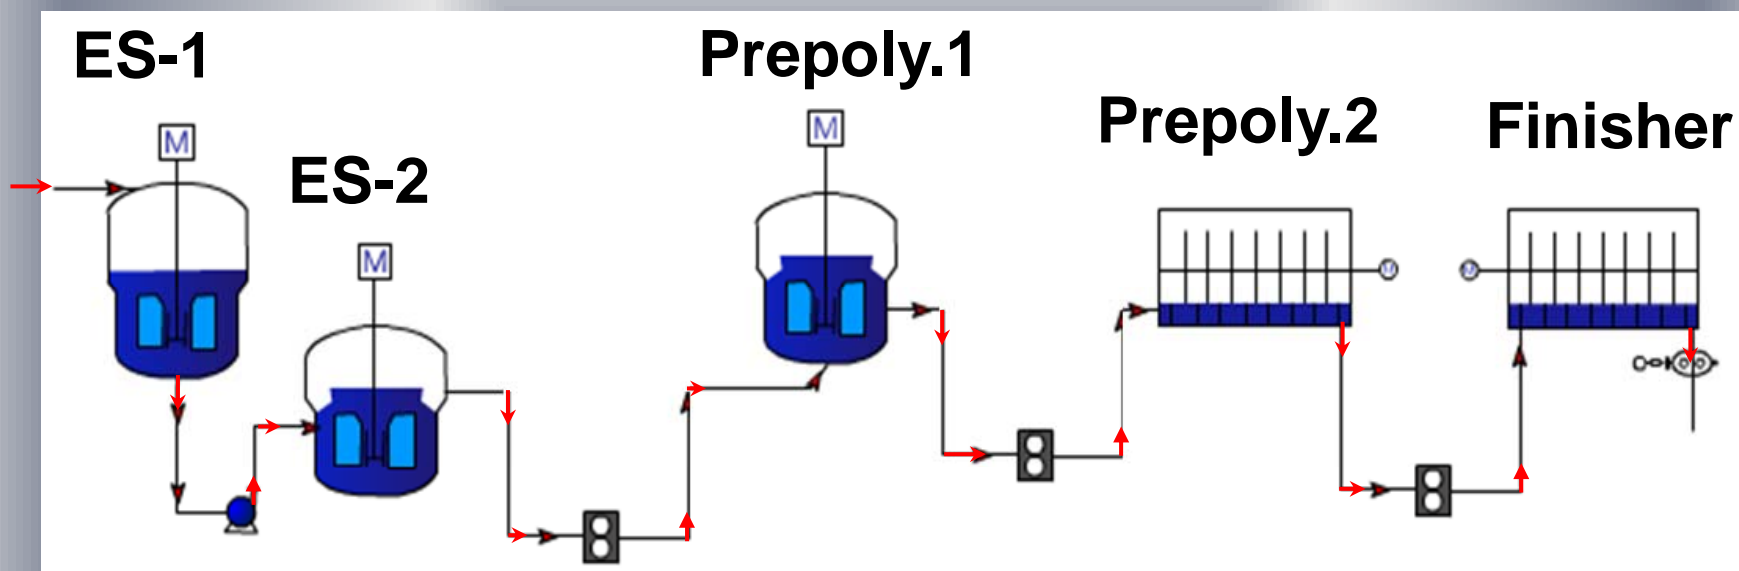 ES-1
Prepoly.1
Prepoly.2
Finisher
M
ES-2
M
M
M
M